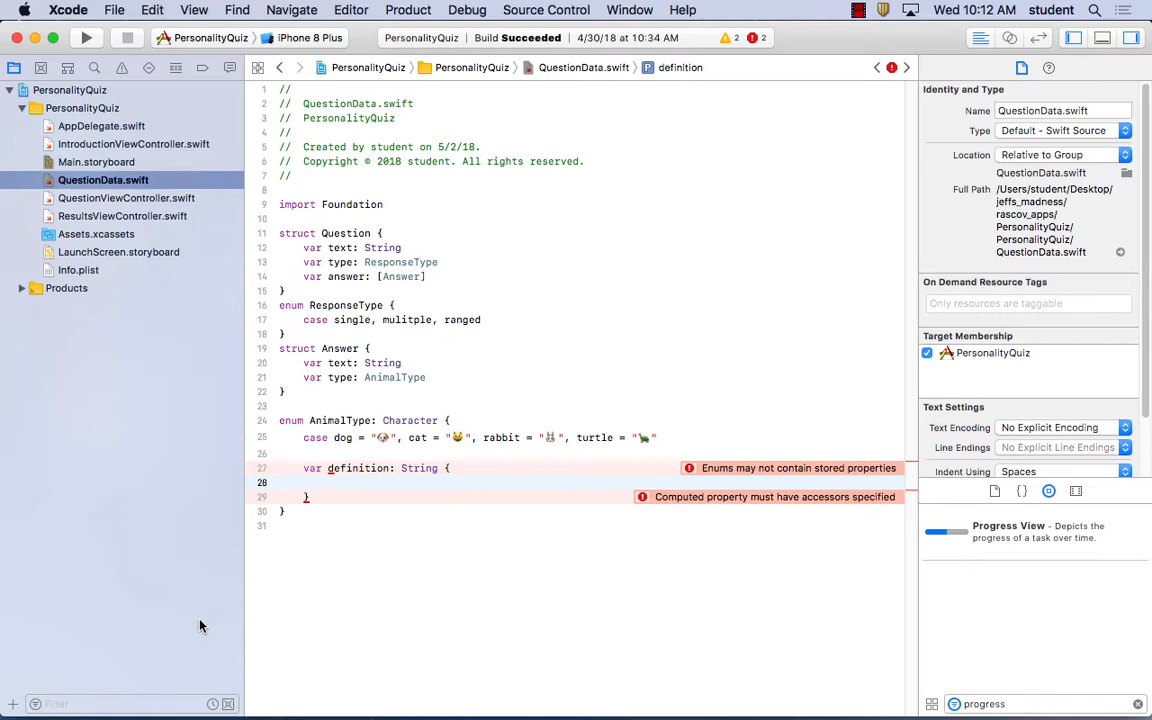 Xcode File Edit View Find Navigate Editor Product Debug Source Control Window Help Wed 10:12 AM student
PersonalityQuiz iPhone 8 Plus PersonalityQuiz Build Succeeded 4/30/18 at 10:34 AM 2 2
PersonalityQuiz PersonalityQuiz QuestionData.swift P definition
PersonalityQuiz
PersonalityQuiz
AppDelegate.swift
IntroductionViewController.swift
Main.storyboard
QuestionData.swift
QuestionViewController.swift
ResultsViewController.swift
Assets.xcassets
LaunchScreen.storyboard
Info.plist
Products
Filter
1 //
2 // QuestionData.swift
3 // PersonalityQuiz
4 //
5 // Created by student on 5/2/18.
6 // Copyright © 2018 student. All rights reserved.
7 //
8
9 import Foundation
10
11 struct Question {
12 var text: String
13 var type: ResponseType
14 var answer: [Answer]
15 }
16 enum ResponseType {
17 case single, mulitple, ranged
18 }
19 struct Answer {
20 var text: String
21 var type: AnimalType
22 }
23
24 enum AnimalType: Character {
25 case dog = "🐶", cat = "😺", rabbit = "🐰", turtle = "🐢"
26
27 var definition: String { Enums may not contain stored properties
28
29 } Computed property must have accessors specified
30 }
31
Identity and Type
Name QuestionData.swift
Type Default - Swift Source
Location Relative to Group
QuestionData.swift
Full Path /Users/student/Desktop/
jeffs_madness/
rascov_apps/
PersonalityQuiz/
PersonalityQuiz/
QuestionData.swift
On Demand Resource Tags
Only resources are taggable
Target Membership
PersonalityQuiz
Text Settings
Text Encoding No Explicit Encoding
Line Endings No Explicit Line Endings
Indent Using Spaces
{ }
Progress View - Depicts the
progress of a task over time.
progress